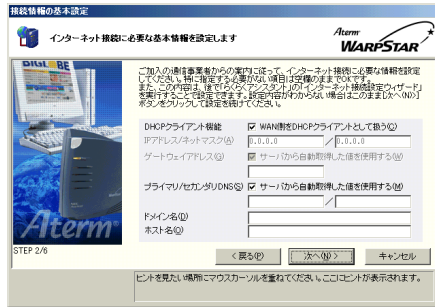 接続情報の基本設定
インターネット接続に必要な基本情報を設定します
Aterm
WARPSTAR
ご加入の通信事業者からの案内に従って、インターネット接続に必要な情報を設定
してください。特に指定する必要がない項目は空欄のままでOKです。
また、この内容は、後で「らくらくアシスタント」の「インターネット接続設定ウィザード」
を実行することで設定できます。設定内容がわからない場合はこのまま[次へ(N)>]
ボタンをクリックして設定を続けてください。
DHCPクライアント機能
WAN側をDHCPクライアントとして扱う(C)
IPアドレス/ネットマスク(A)
0.0.0.0
/
0.0.0.0
ゲートウェイアドレス(G)
サーバから自動取得した値を使用する(W)
プライマリ/セカンダリDNS(S)
サーバから自動取得した値を使用する(M)
/
ドメイン名(D)
ホスト名(O)
Aterm
STEP 2/6
< 戻る(P)
次へ(N) >
キャンセル
ヒントを見たい場所にマウスカーソルを重ねてください。ここにヒントが表示されます。